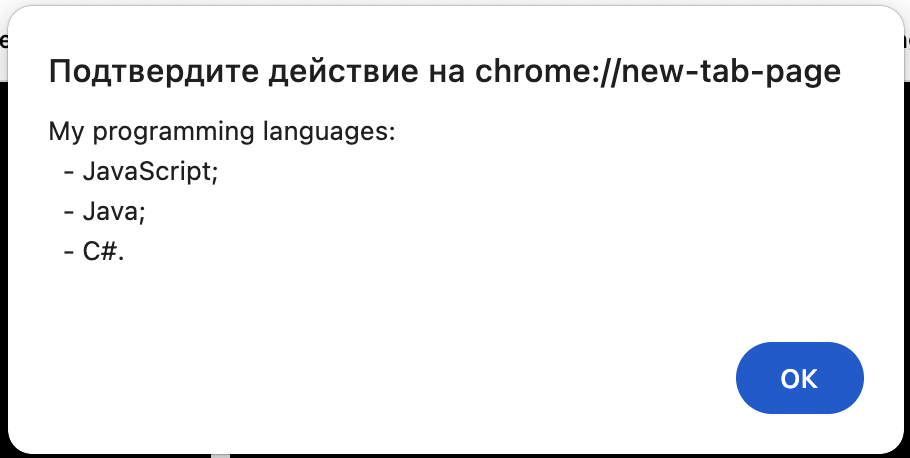 Подтвердите действие на chrome://new-tab-page
My programming languages:
- JavaScript;
- Java;
- C#.
OK